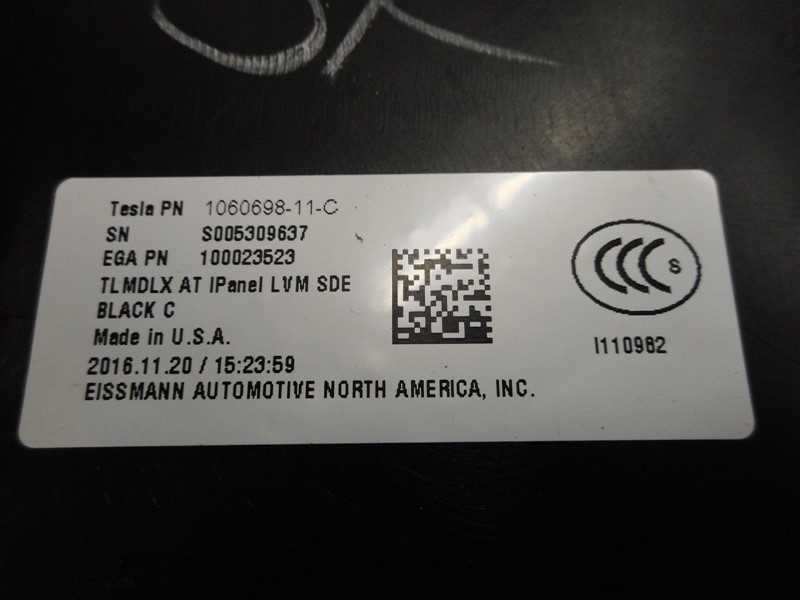 OK
Tesla PN 1060698-11-C
SN S005309637
EGA PN 100023523
TLMDLX AT IPanel LVM SDE
BLACK C
Made in U.S.A.
2016.11.20 / 15:23:59
EISSMANN AUTOMOTIVE NORTH AMERICA, INC.
CCC S
I110982